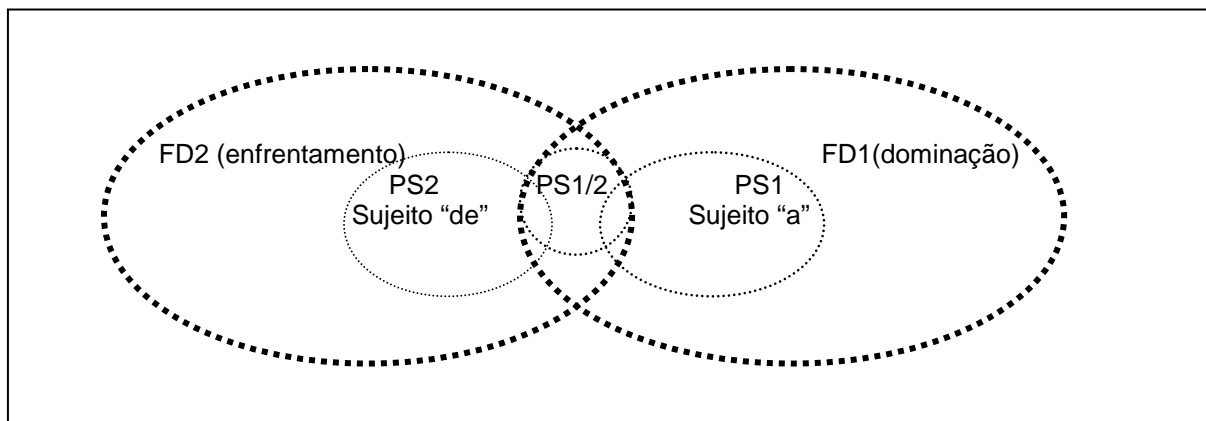 FD2 (enfrentamento)
FD1(dominação)
PS2
Sujeito “de”
PS1/2
PS1
Sujeito “a”